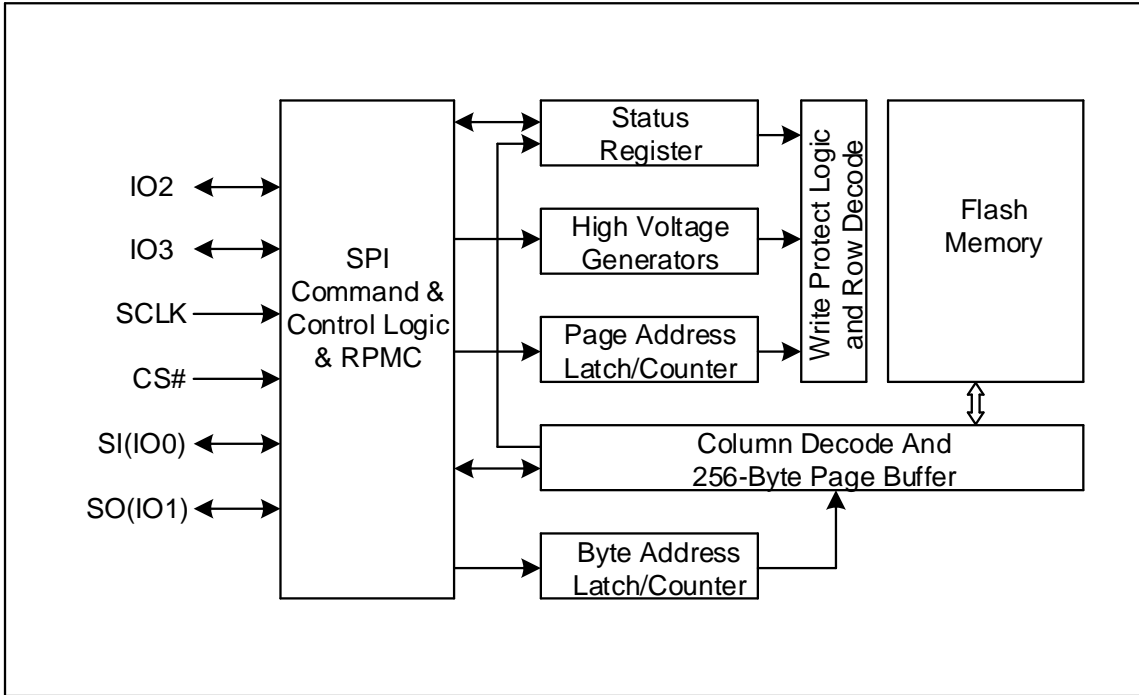 IO2
IO3
SCLK
CS#
SI(IO0)
SO(IO1)
SPI
Command &
Control Logic
& RPMC
Status
Register
High Voltage
Generators
Page Address
Latch/Counter
Write Protect Logic
and Row Decode
Flash
Memory
Column Decode And
256-Byte Page Buffer
Byte Address
Latch/Counter